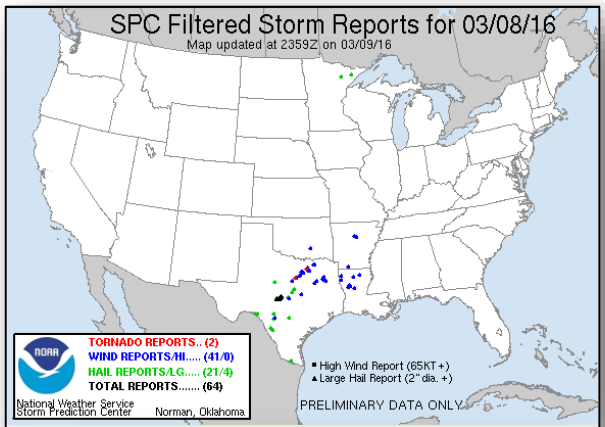 SPC Filtered Storm Reports for 03/08/16
Map updated at 2359Z on 03/09/16
TORNADO REPORTS.. (2)
WIND REPORTS/HI..... (41/0)
HAIL REPORTS/LG..... (21/4)
TOTAL REPORTS....... (64)
NOAA
National Weather Service
Storm Prediction Center Norman, Oklahoma
High Wind Report (65KT +)
Large Hail Report (2" dia. +)
PRELIMINARY DATA ONLY